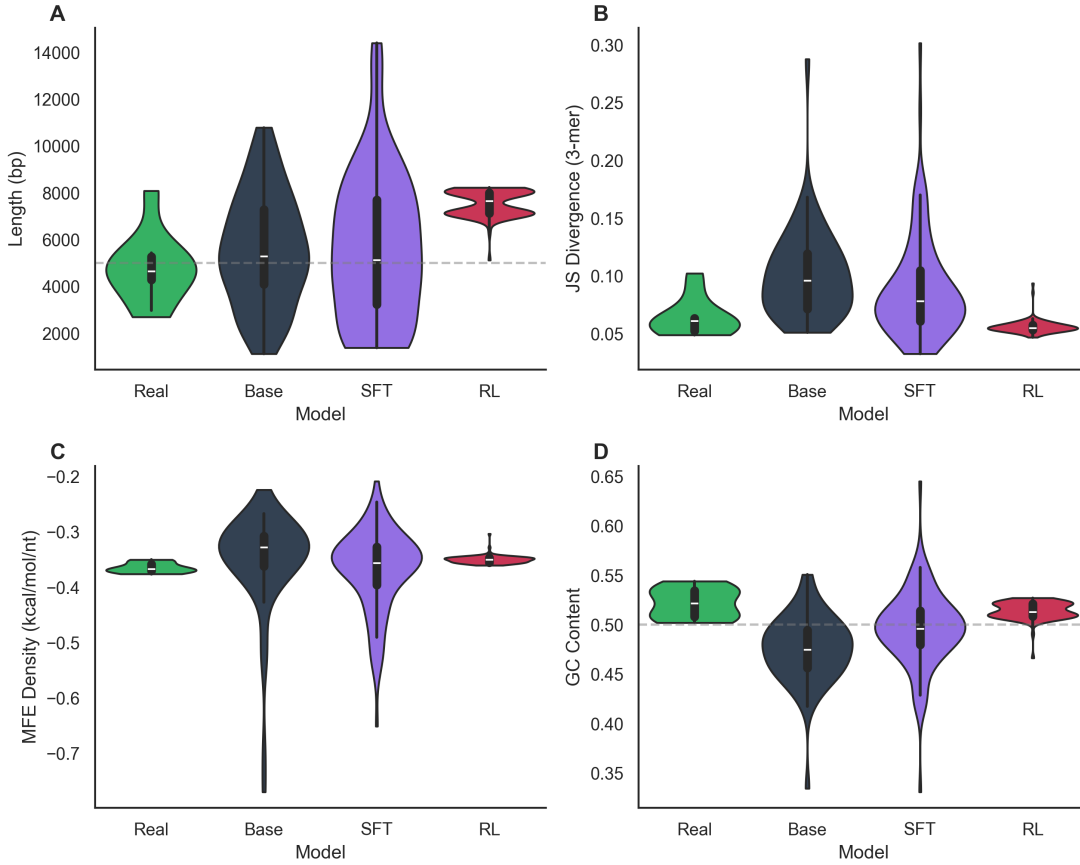 A
Length (bp)
14000
12000
10000
8000
6000
4000
2000
Real Base SFT RL
Model
B
JS Divergence (3-mer)
0.30
0.25
0.20
0.15
0.10
0.05
Real Base SFT RL
Model
C
MFE Density (kcal/mol/nt)
−0.2
−0.3
−0.4
−0.5
−0.6
−0.7
Real Base SFT RL
Model
D
GC Content
0.65
0.60
0.55
0.50
0.45
0.40
0.35
Real Base SFT RL
Model